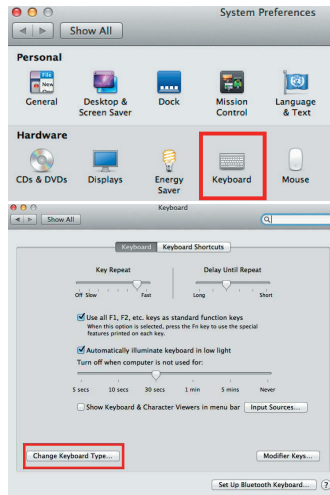 System Preferences
Show All
Personal
File
New
General
Desktop &
Screen Saver
Dock
Mission
Control
Language
& Text
Hardware
CDs & DVDs
Displays
Energy
Saver
Keyboard
Mouse
Keyboard
Show All
Keyboard
Keyboard Shortcuts
Key Repeat
Delay Until Repeat
Off Slow
Fast
Long
Short
Use all F1, F2, etc. keys as standard function keys
When this option is selected, press the Fn key to use the special
features printed on each key.
Automatically illuminate keyboard in low light
Turn off when computer is not used for:
5 secs 10 secs 30 secs 1 min 5 mins Never
Show Keyboard & Character Viewers in menu bar
Input Sources...
Change Keyboard Type...
Modifier Keys...
Set Up Bluetooth Keyboard...
?